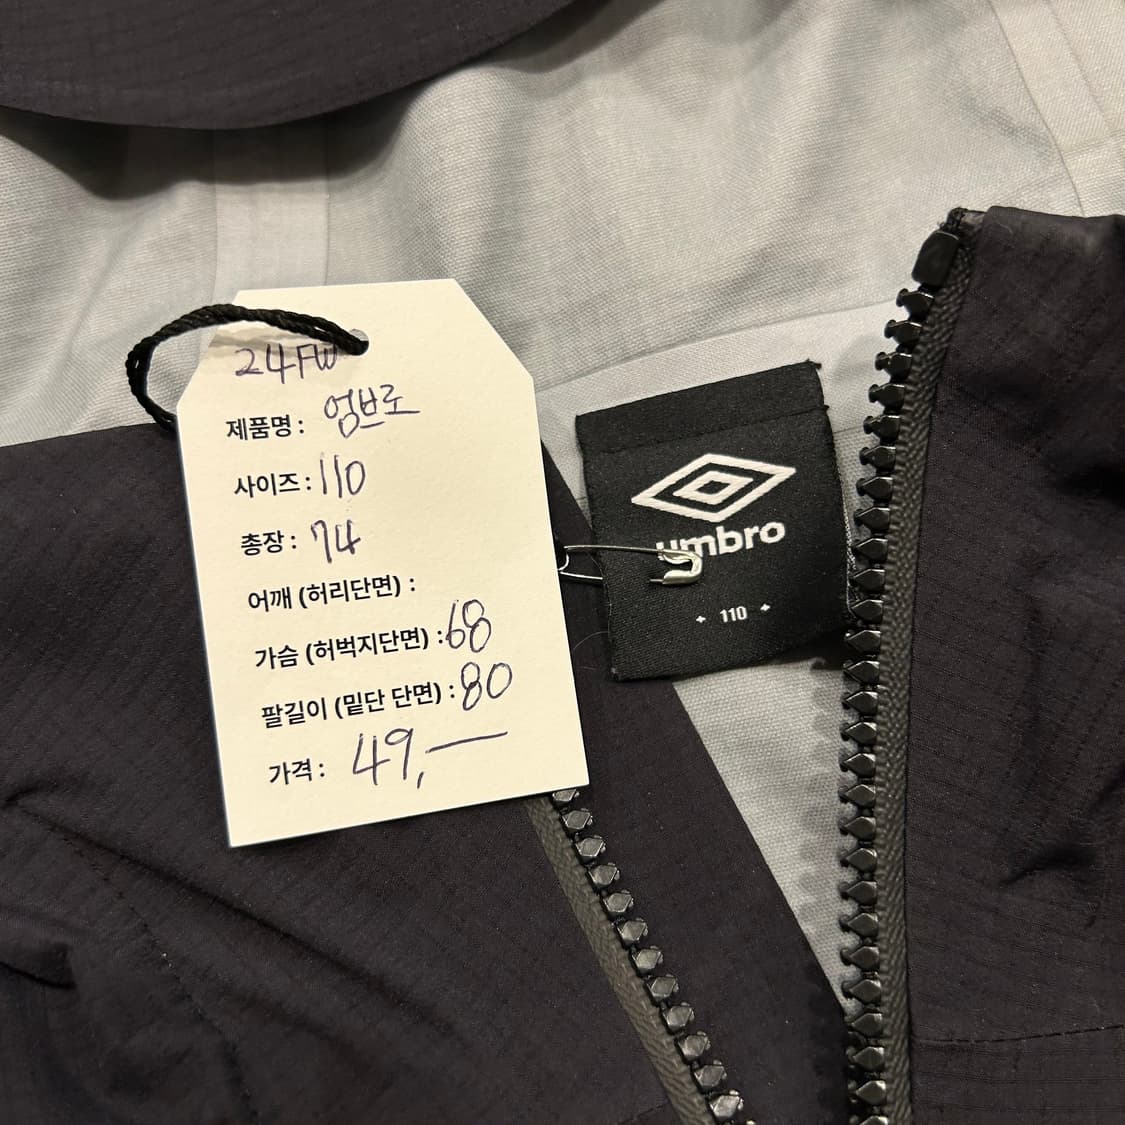 24FW
제품명 : 엄브로
사이즈 : 110
총장 : 74
어깨 (허리단면) :
가슴 (허벅지단면) : 68
팔길이 (밑단 단면) : 80
가격 : 49,—
umbro
110